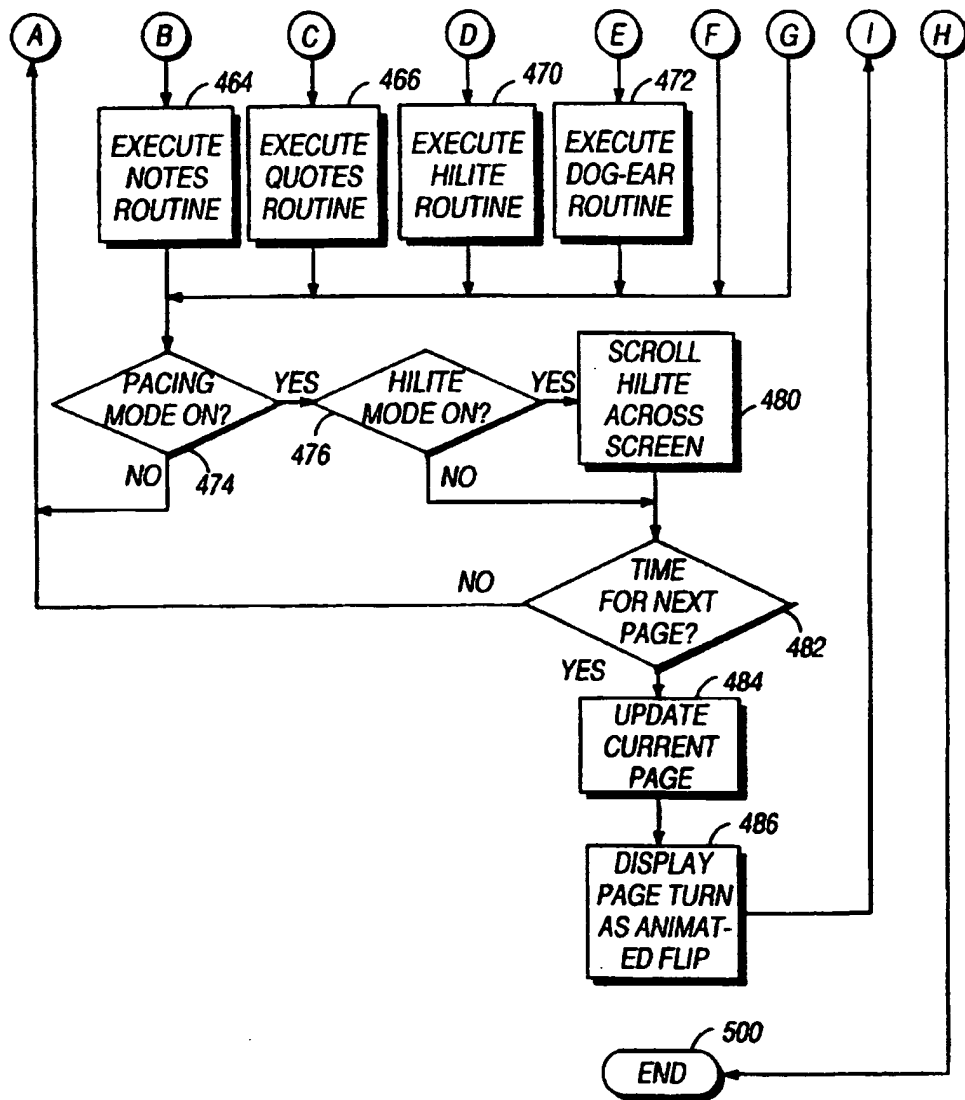 A
B
C
D
E
F
G
I
H
464
466
470
472
EXECUTE
NOTES
ROUTINE
EXECUTE
QUOTES
ROUTINE
EXECUTE
HILITE
ROUTINE
EXECUTE
DOG-EAR
ROUTINE
PACING
MODE ON?
YES
NO
474
HILITE
MODE ON?
YES
476
NO
SCROLL
HILITE
ACROSS
SCREEN
480
TIME
FOR NEXT
PAGE?
NO
482
YES
484
UPDATE
CURRENT
PAGE
486
DISPLAY
PAGE TURN
AS ANIMAT-
ED FLIP
500
END